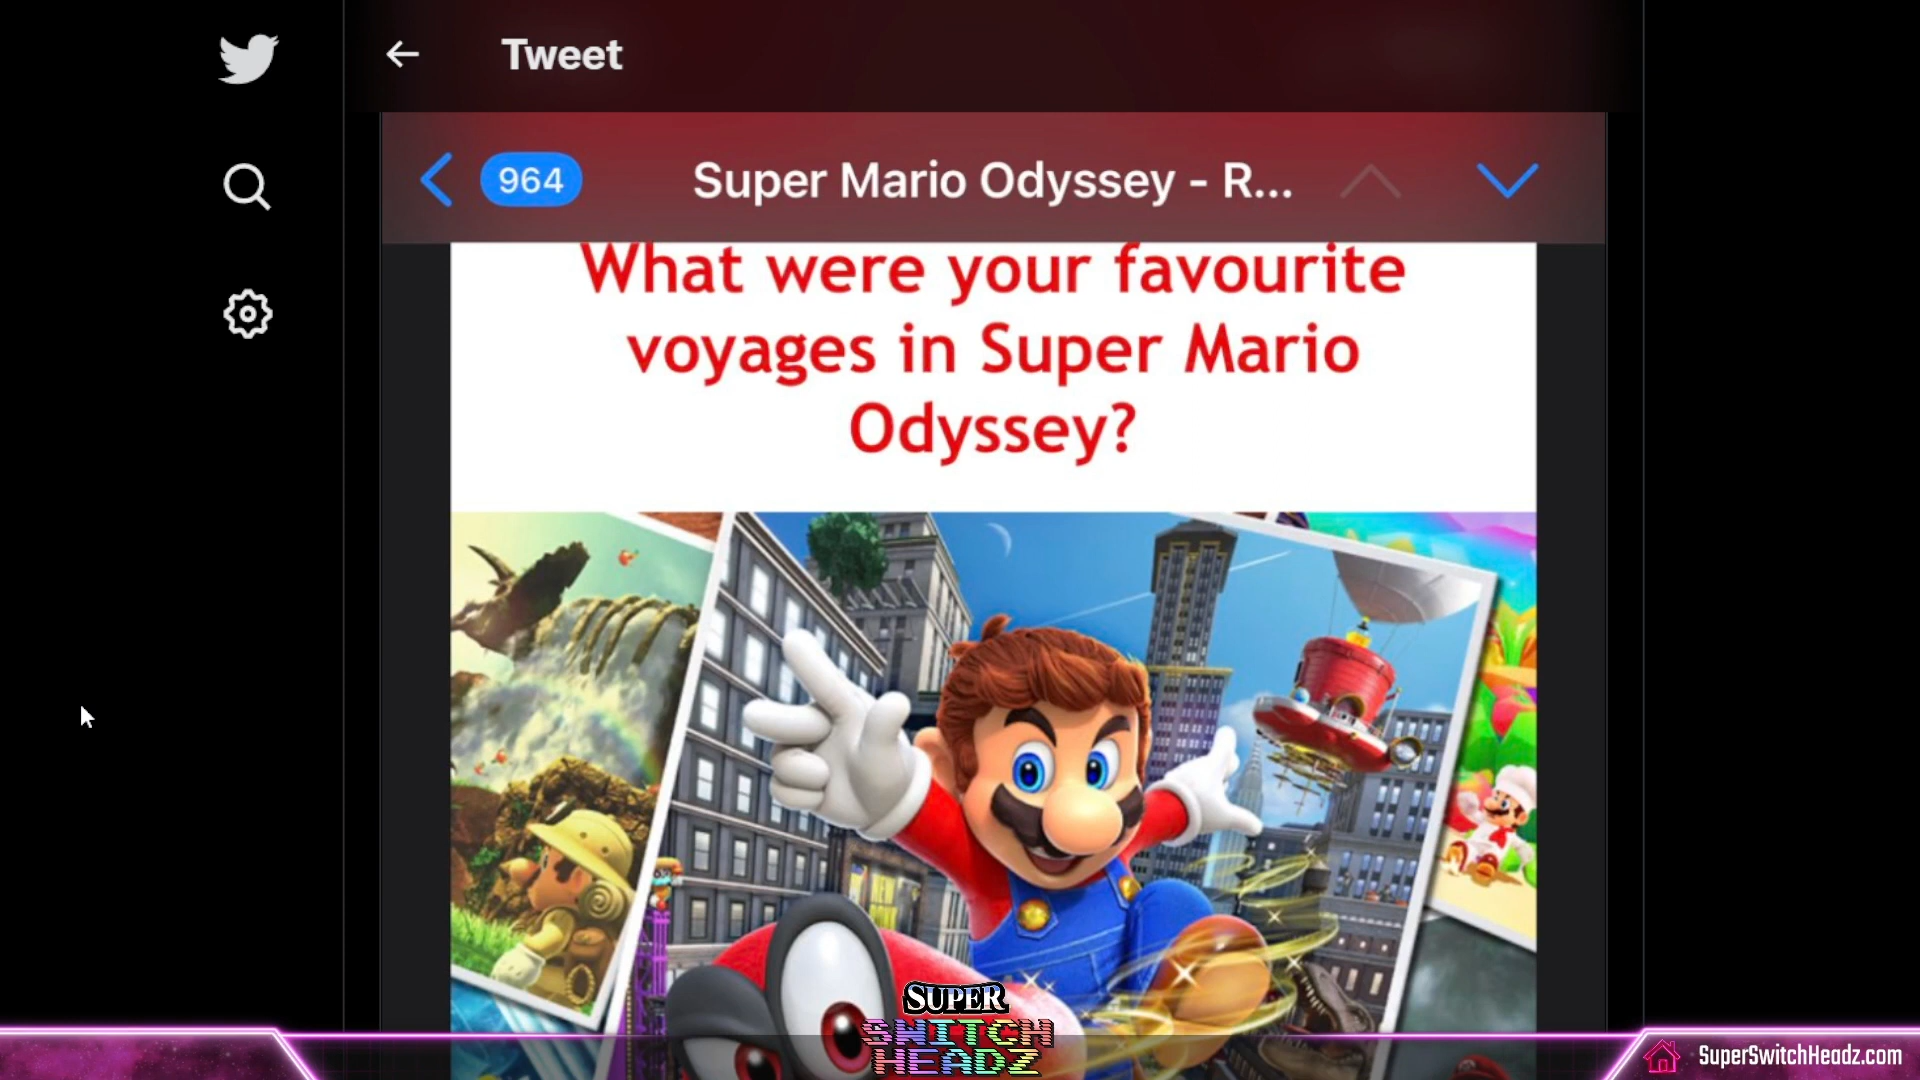 Tweet
964
Super Mario Odyssey - R...
What were your favourite
voyages in Super Mario
Odyssey?
SUPER
SWITCH
HEADZ
SuperSwitchHeadz.com